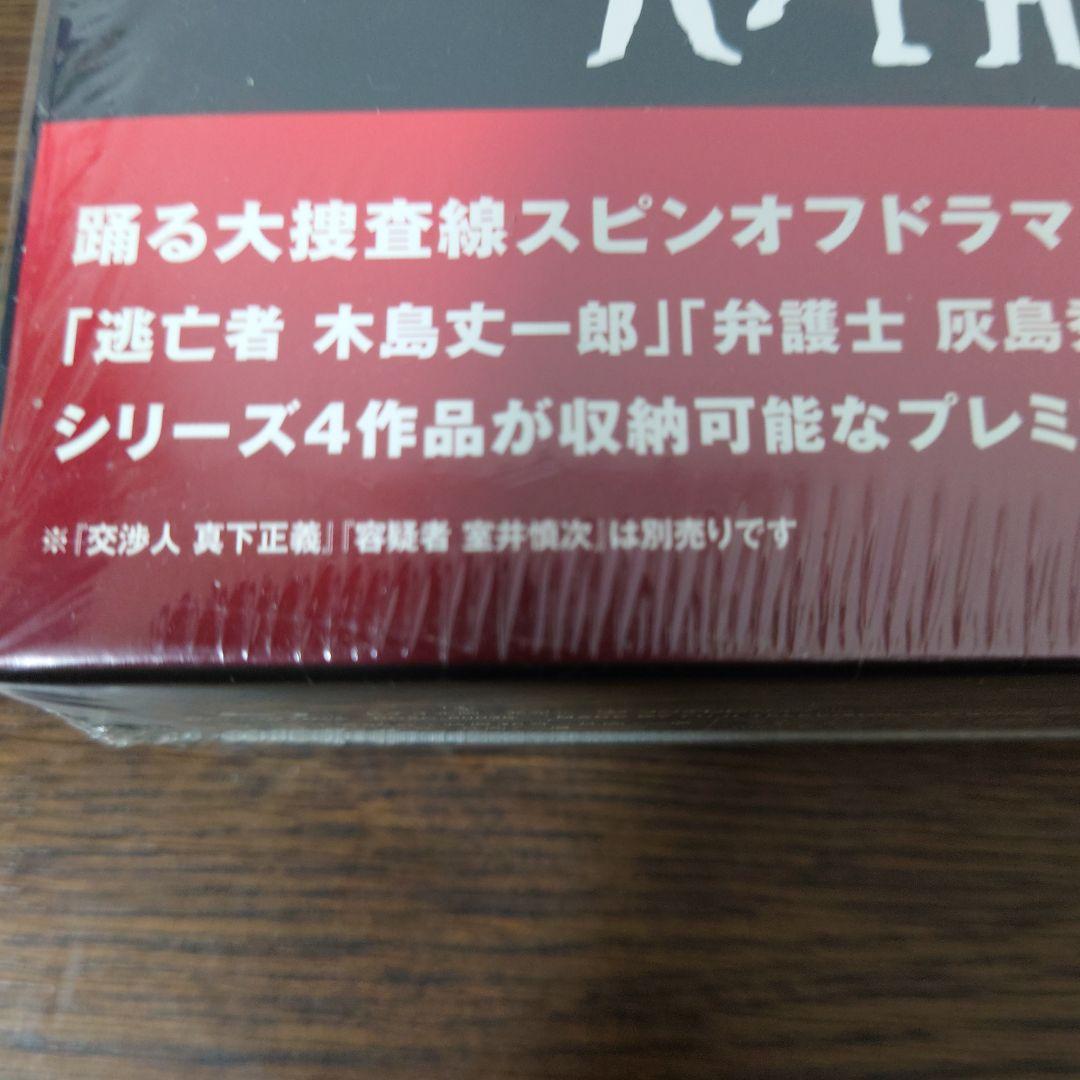 踊る大捜査線スピンオフドラマ
「逃亡者 木島丈一郎」「弁護士 灰島秀
シリーズ4作品が収納可能なプレミ
※『交渉人 真下正義』『容疑者 室井慎次』は別売りです